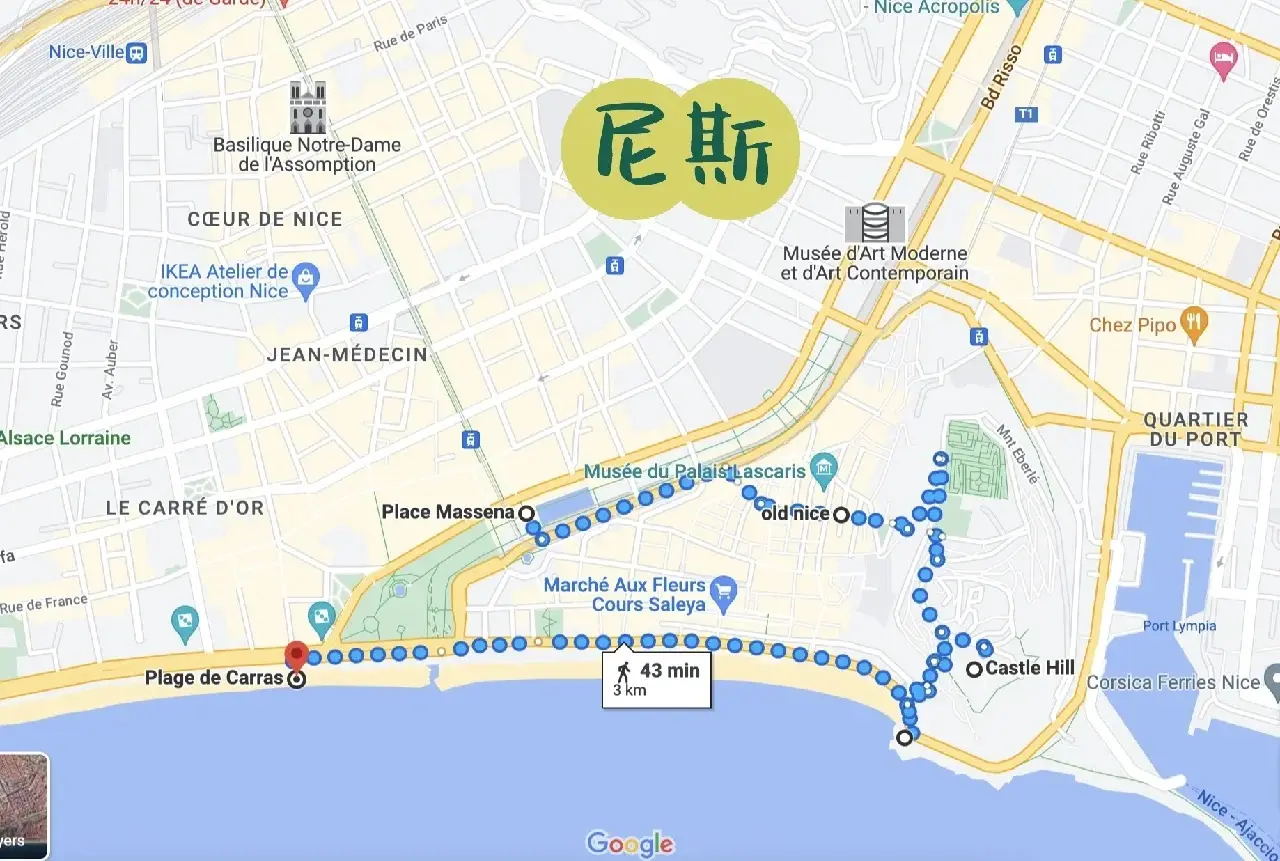 24h/24 (de Garde)
- Nice Acropolis
Nice-Ville
Rue de Paris
Bd Risso
T1
尼斯
Rue Ribotti
Rue Auguste Gal
Rue de Orestis
Basilique Notre-Dame
de l'Assomption
CŒUR DE NICE
Musée d'Art Moderne
et d'Art Contemporain
IKEA Atelier de
conception Nice
RS
Rue Gounod
Av. Auber
JEAN-MÉDECIN
Chez Pipo
Alsace Lorraine
QUARTIER
DU PORT
Mnt Eberlé
Musée du Palais Lascaris
LE CARRÉ D'OR
Place Massena
old nice
fa
Rue de France
Marché Aux Fleurs
Cours Saleya
Port Lympia
Plage de Carras
43 min
3 km
Castle Hill
Corsica Ferries Nice
Nice - Ajaccio
yers
Google